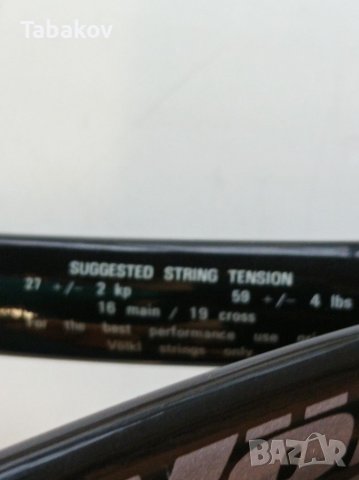 Tabakov
SUGGESTED STRING TENSION
27 +/- 2 kp 59 +/- 4 lbs
16 main / 19 cross
For the best performance use
Völkl strings only
BAZAR